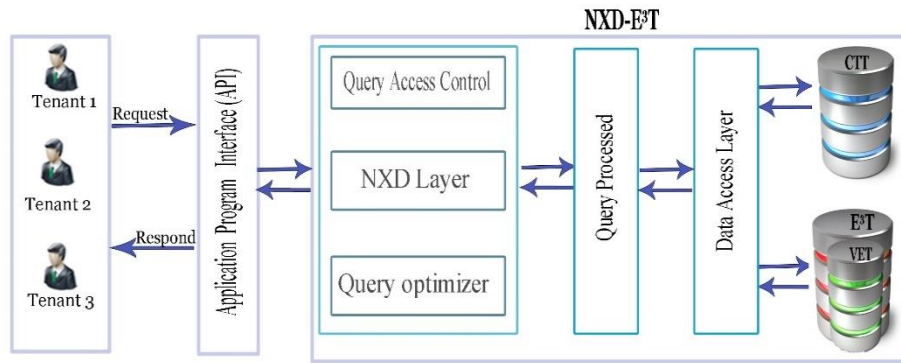 NXD-E³T
Tenant 1
Request
Tenant 2
Respond
Tenant 3
Application Program Interface (API)
Query Access Control
NXD Layer
Query optimizer
Query Processed
Data Access Layer
CTT
E³T
VET